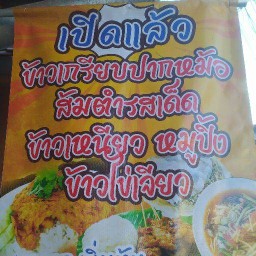 เปิดแล้ว
ข้าวเกรียบปากหม้อ
ส้มตำรสเด็ด
ข้าวเหนียว หมูปิ้ง
ข้าวไข่เจียว